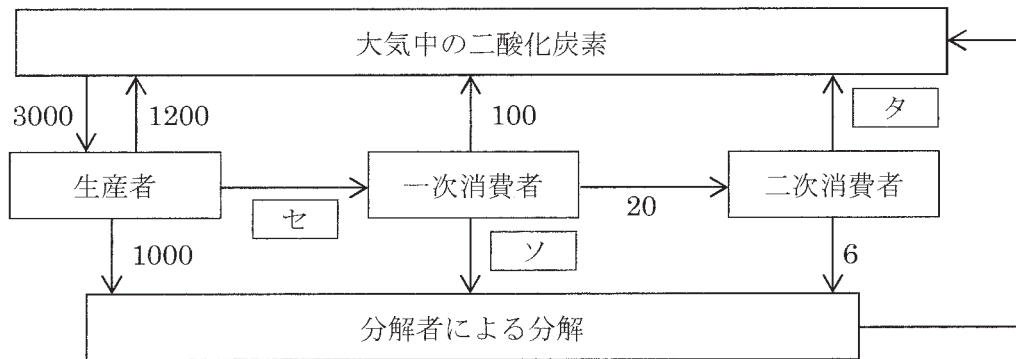 大気中の二酸化炭素
3000
1200
100
タ
生産者
一次消費者
二次消費者
セ
20
1000
ソ
6
分解者による分解